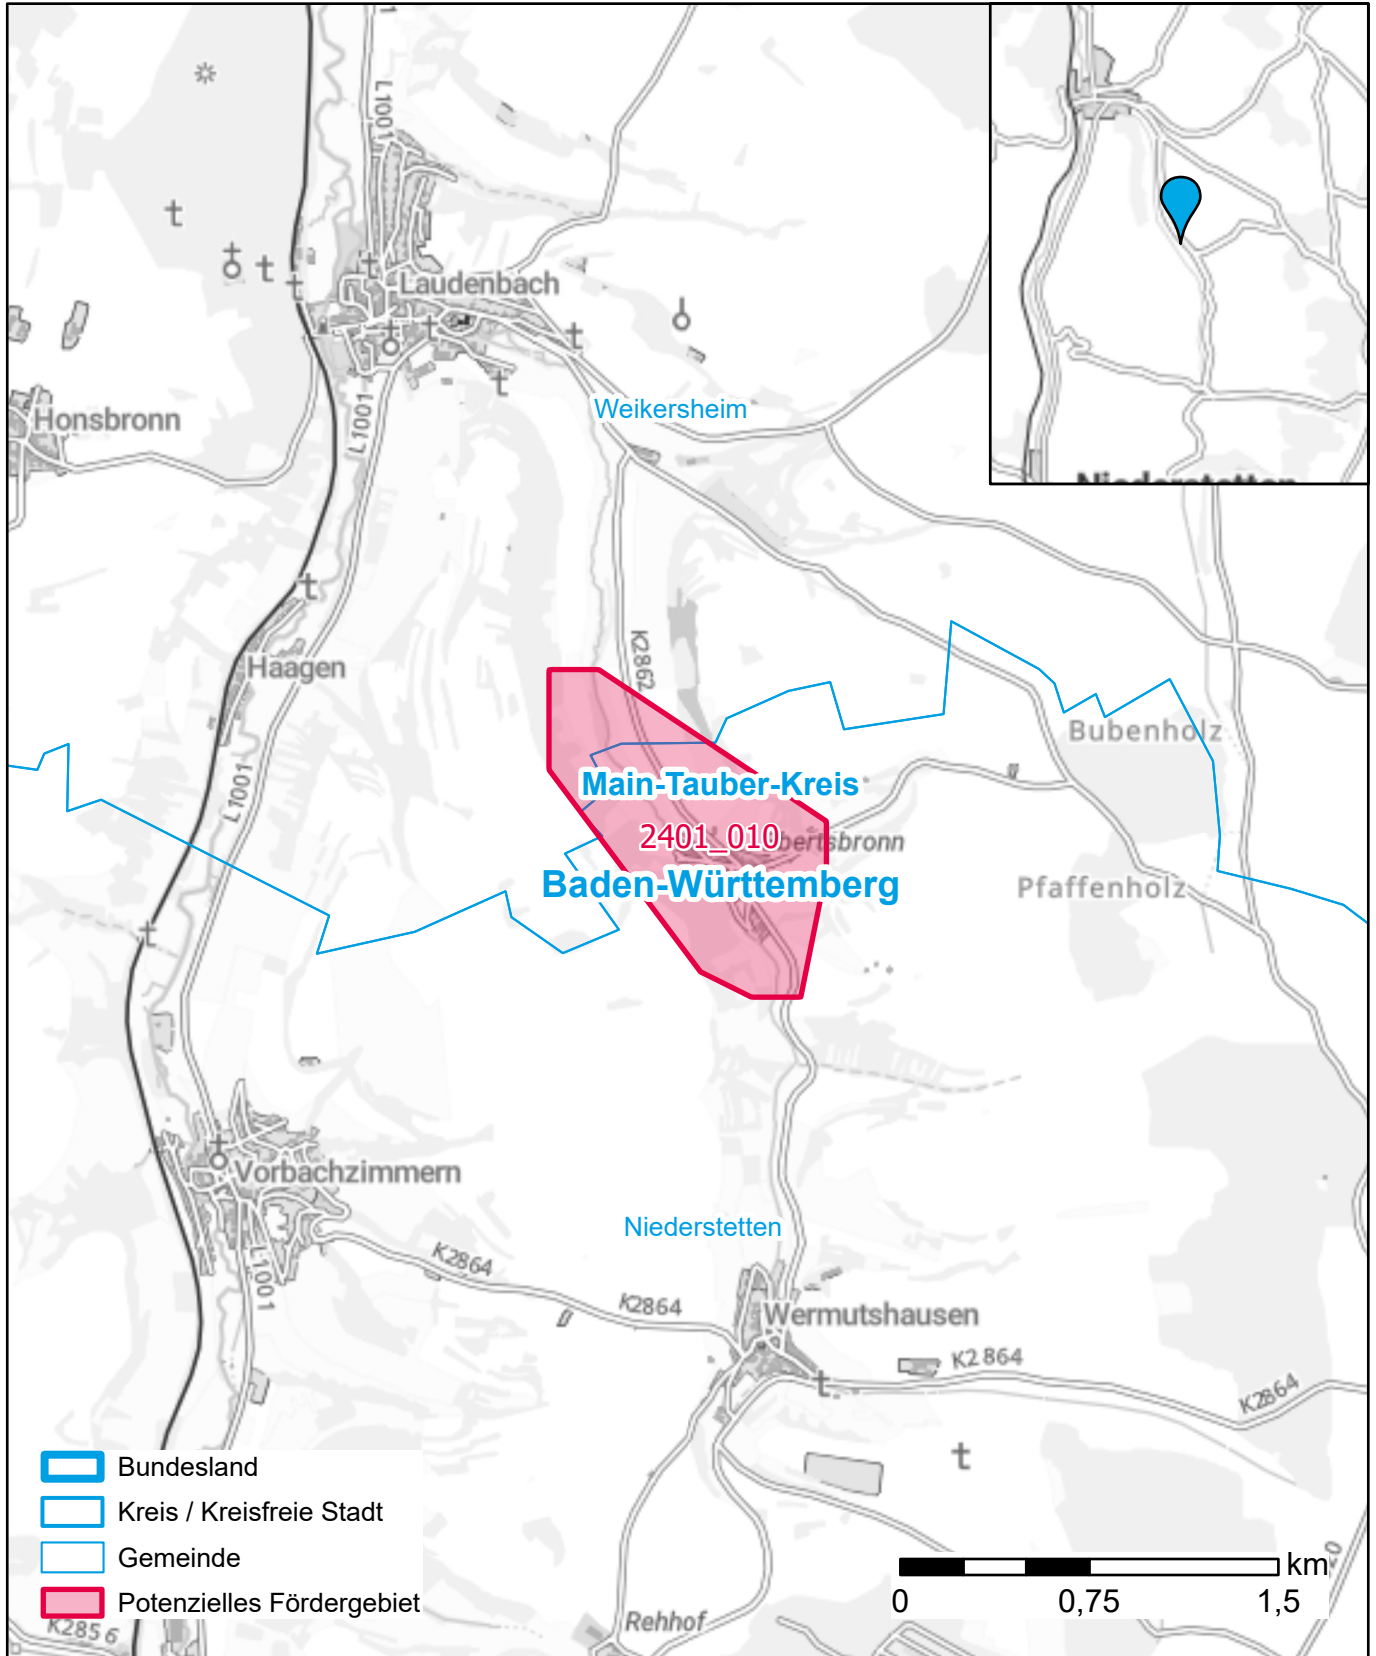 L1001
Laudenbach
Weikersheim
Honsbronn
L1001
Niederstetten
K2862
Haagen
Bubenholz
L1001
Main-Tauber-Kreis
2401_010
bertsbronn
Baden-Württemberg
Pfaffenholz
Vorbachzimmern
Niederstetten
K2864
L1001
K2864
Wermutshausen
K2864
K2864
Bundesland
Kreis / Kreisfreie Stadt
Gemeinde
Potenzielles Fördergebiet
km
0 0,75 1,5
K2856
Rehhof